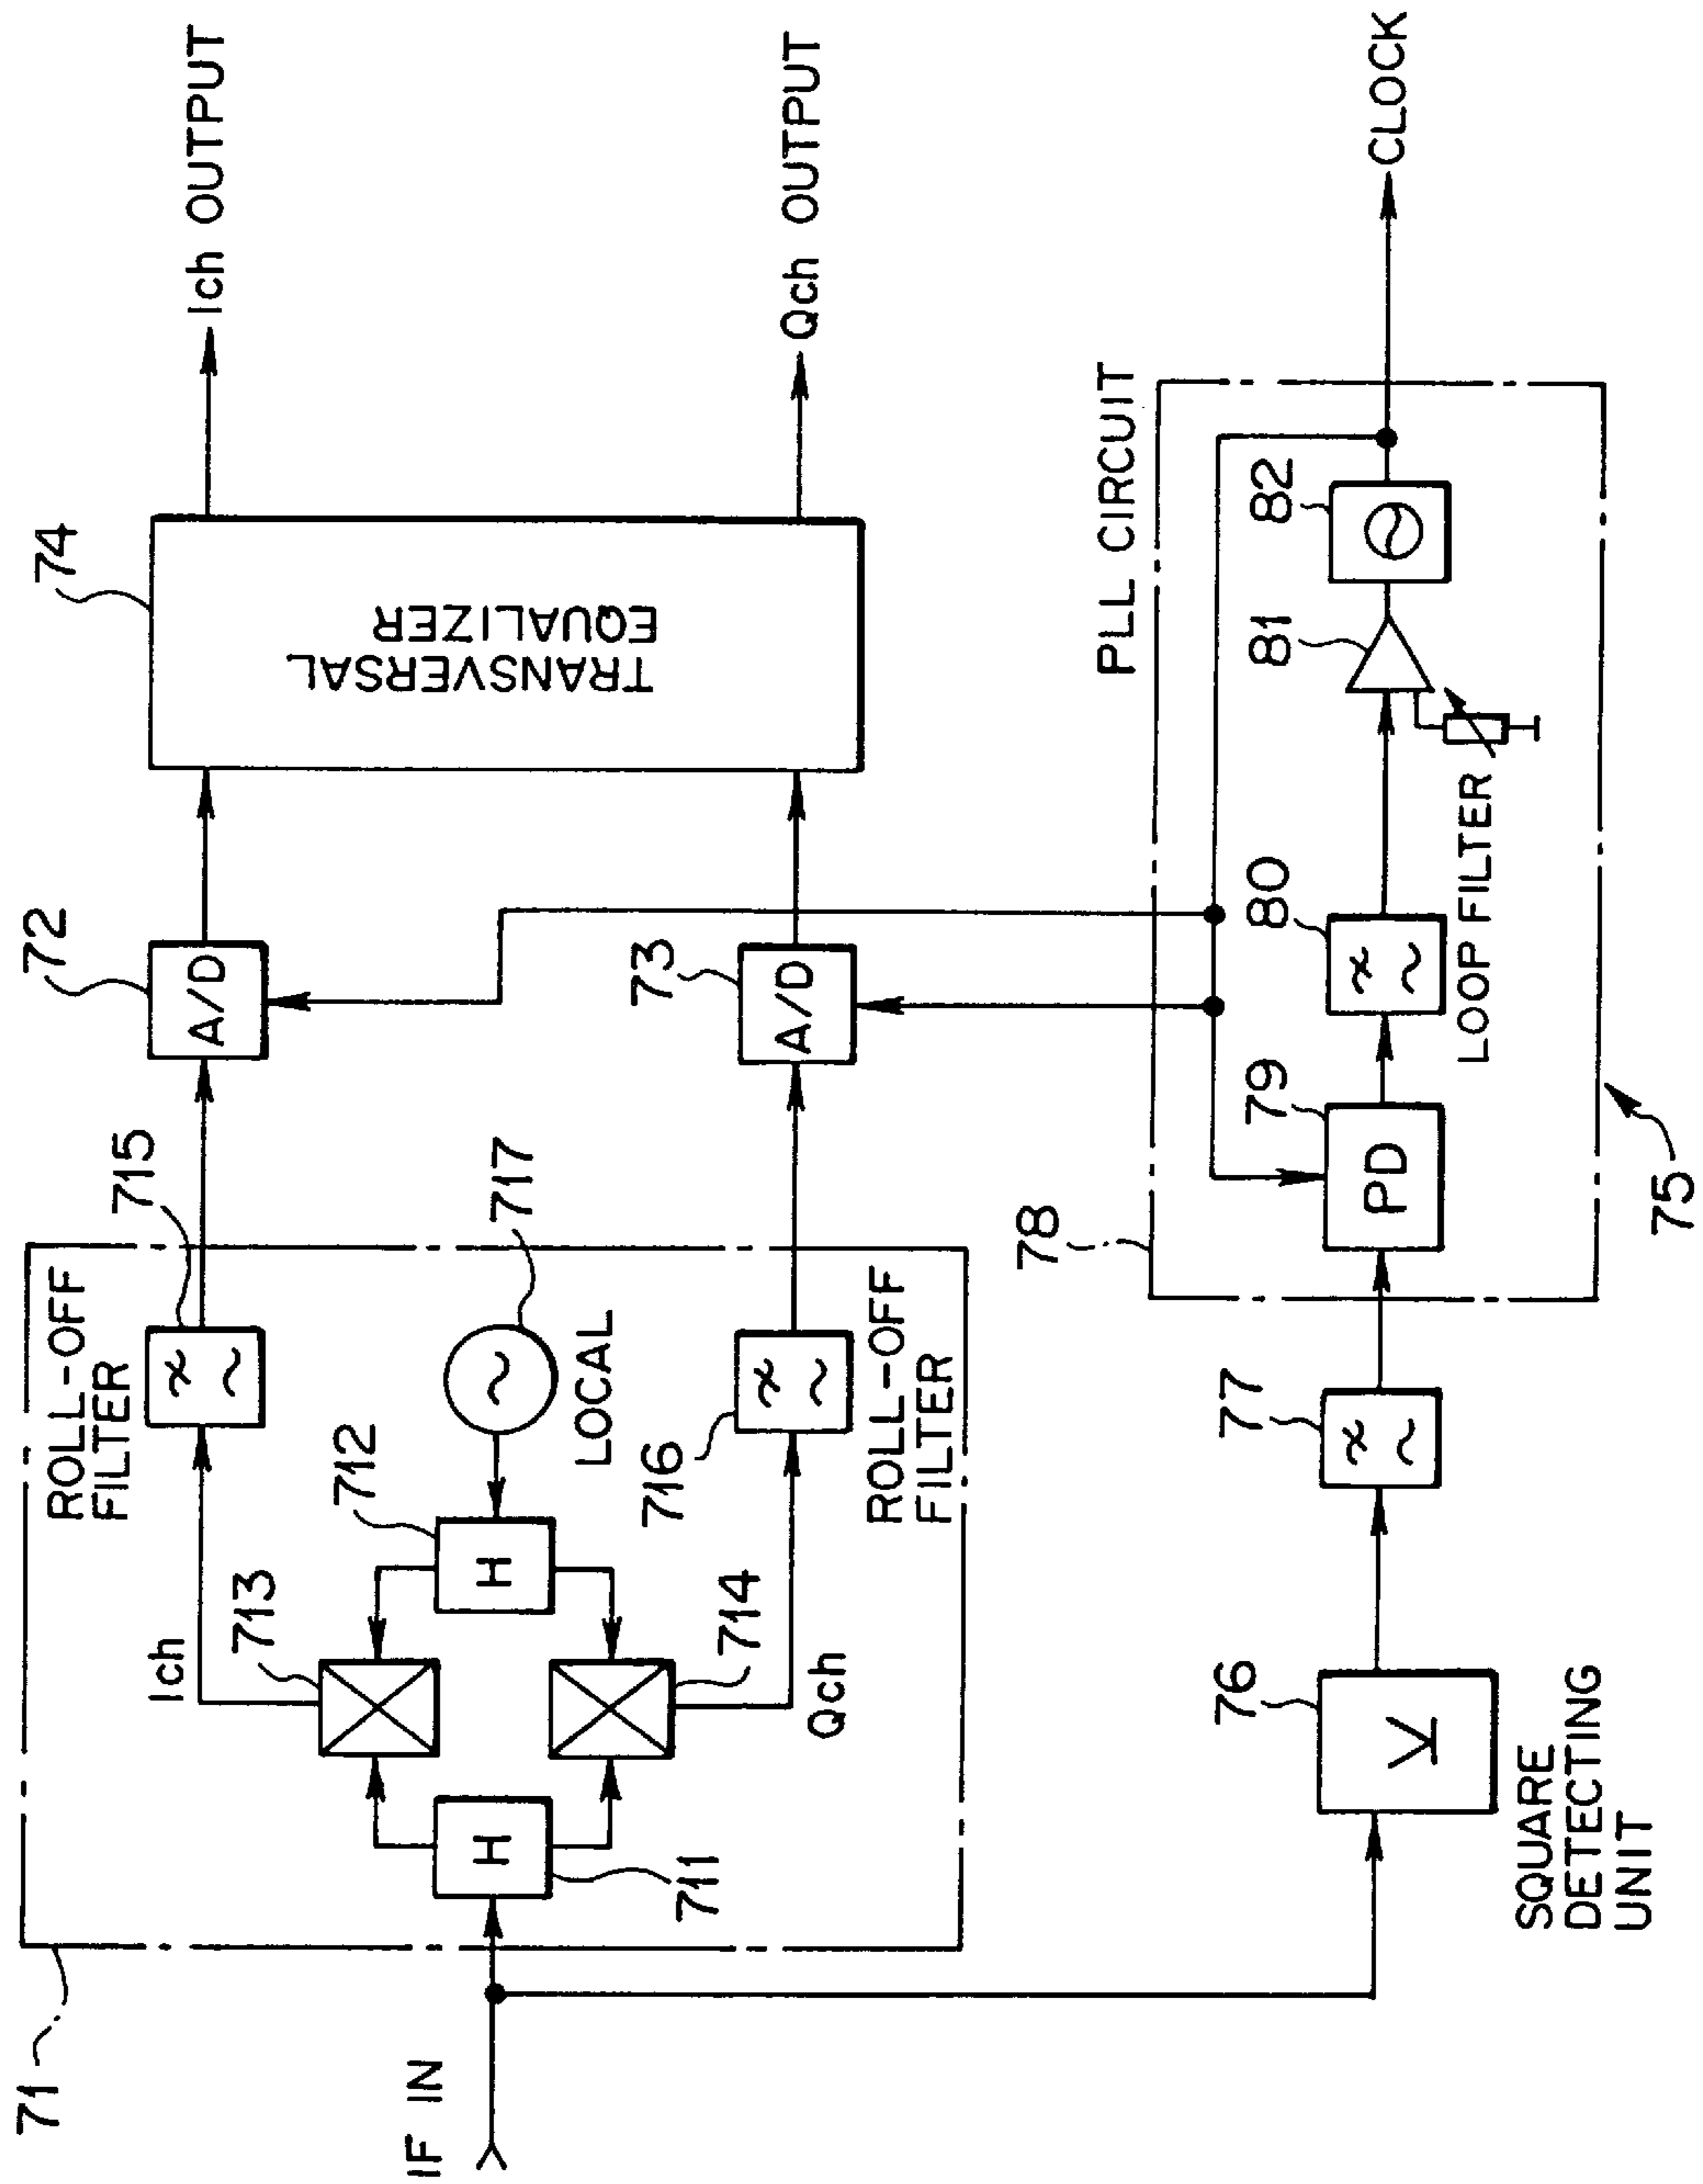 71
IF IN
ROLL-OFF
FILTER
715
Ich
713
712
717
LOCAL
H
H
711
714
716
Qch
ROLL-OFF
FILTER
72
A/D
73
A/D
74
TRANSVERSAL
EQUALIZER
Ich OUTPUT
Qch OUTPUT
76
SQUARE
DETECTING
UNIT
77
78
PLL CIRCUIT
79
PD
80
LOOP FILTER
81
82
CLOCK
75